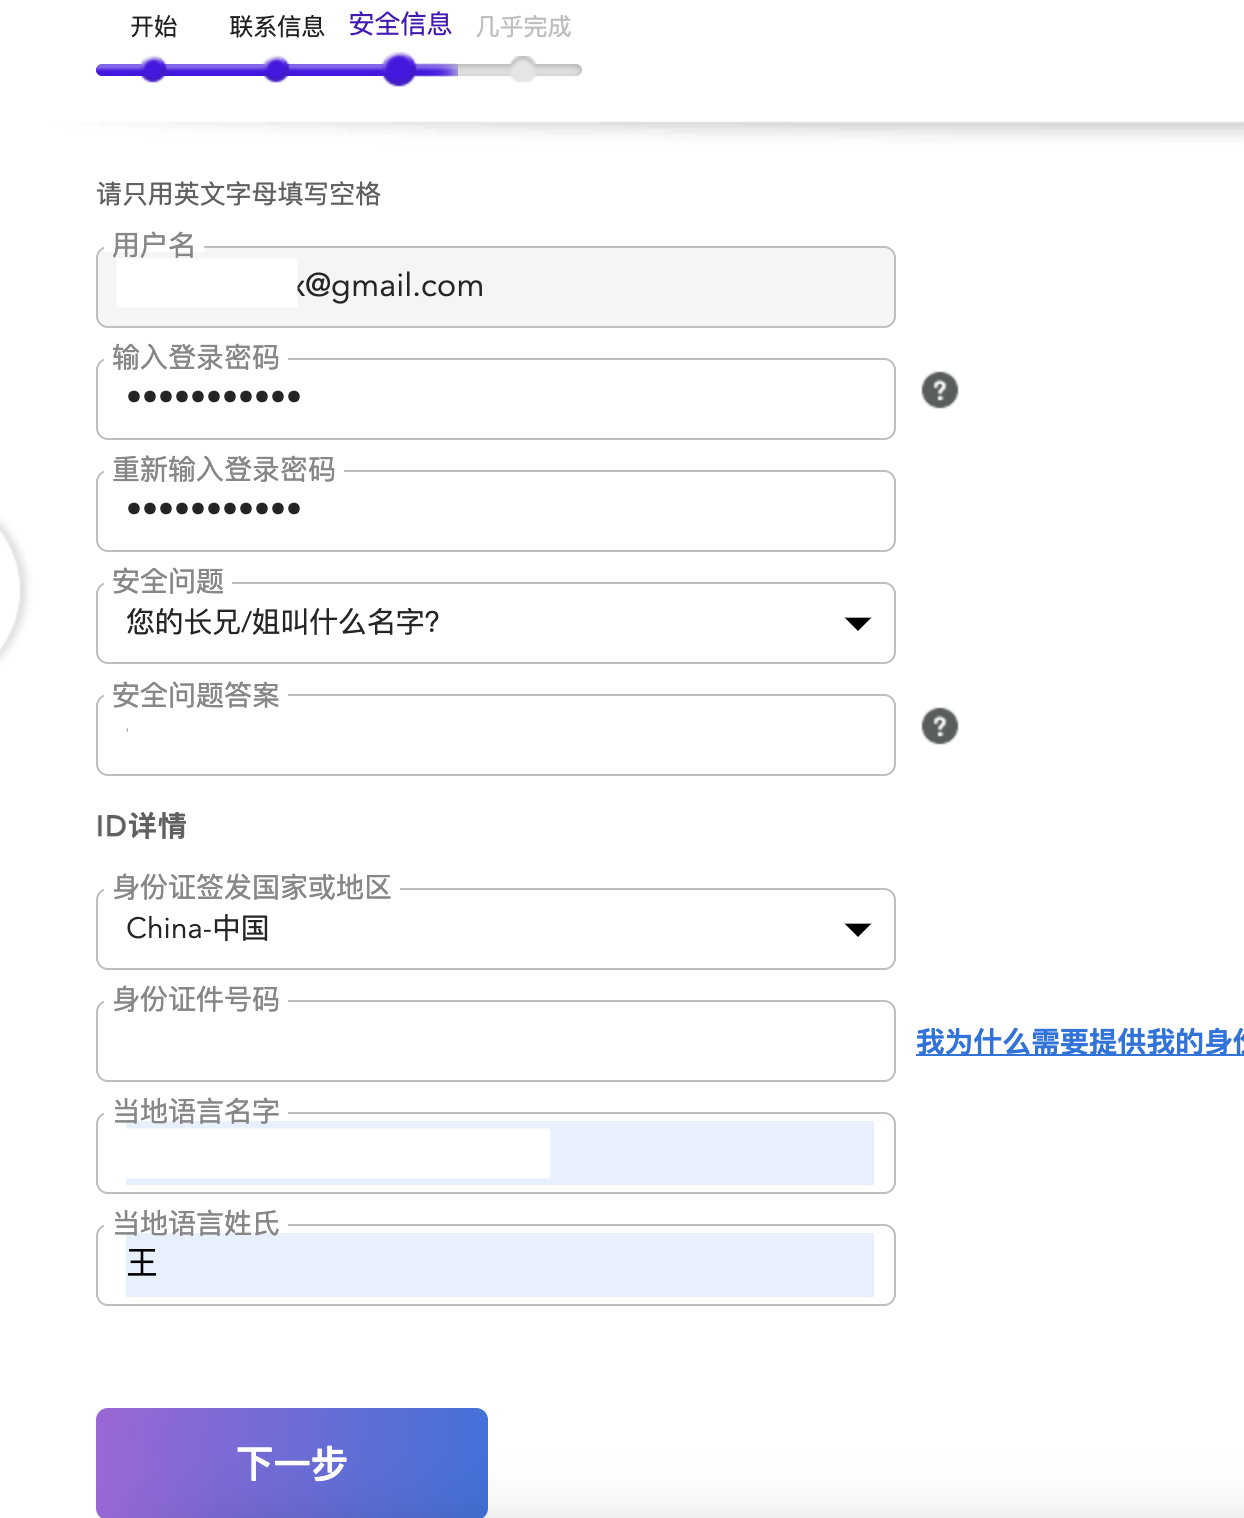 开始 联系信息 安全信息 几乎完成
请只用英文字母填写空格
用户名
x@gmail.com
输入登录密码
•••••••••••
?
重新输入登录密码
•••••••••••
安全问题
您的长兄/姐叫什么名字?
安全问题答案
?
ID详情
身份证签发国家或地区
China-中国
身份证件号码
我为什么需要提供我的身份
当地语言名字
当地语言姓氏
王
下一步